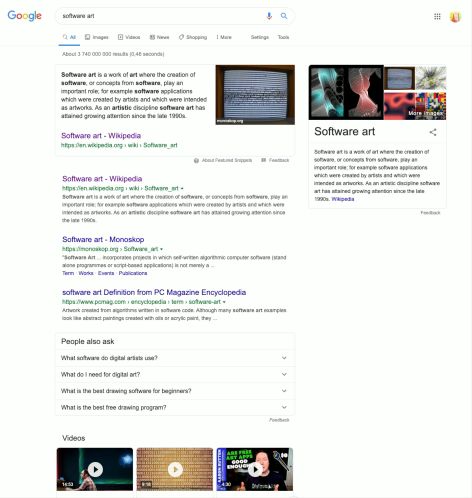 Google
software art
All Images Videos News Shopping More Settings Tools
About 3 740 000 000 results (0,46 seconds)
Software art is a work of art where the creation of
software, or concepts from software, play an
important role; for example software applications
which were created by artists and which were intended
as artworks. As an artistic discipline software art has
attained growing attention since the late 1990s.
monoskop.org
Software art - Wikipedia
https://en.wikipedia.org › wiki › Software_art
About Featured Snippets Feedback
Software art - Wikipedia
https://en.wikipedia.org › wiki › Software_art
Software art is a work of art where the creation of software, or concepts from software, play an
important role; for example software applications which were created by artists and which were
intended as artworks. As an artistic discipline software art has attained growing attention since the
late 1990s.
Software Art - Monoskop
https://monoskop.org › Software_art
"Software Art ... incorporates projects in which self-written algorithmic computer software (stand
alone programmes or script-based applications) is not merely a ...
Term Works Events Publications
software art Definition from PC Magazine Encyclopedia
https://www.pcmag.com › encyclopedia › term › software-art
Artwork created from algorithms written in software. Although many software art examples
look like abstract paintings created with oils or acrylic paint, they ...
People also ask
What software do digital artists use?
What do I need for digital art?
What is the best drawing software for beginners?
What is the best free drawing program?
Feedback
Videos
14:53
9:18
ARE FREE
ART APPS
GOOD
ENOUGH
4:30
More images
Software art
Software art is a work of art where the creation of
software, or concepts from software, play an
important role; for example software applications
which were created by artists and which were
intended as artworks. As an artistic discipline software
art has attained growing attention since the late
1990s. Wikipedia
Feedback